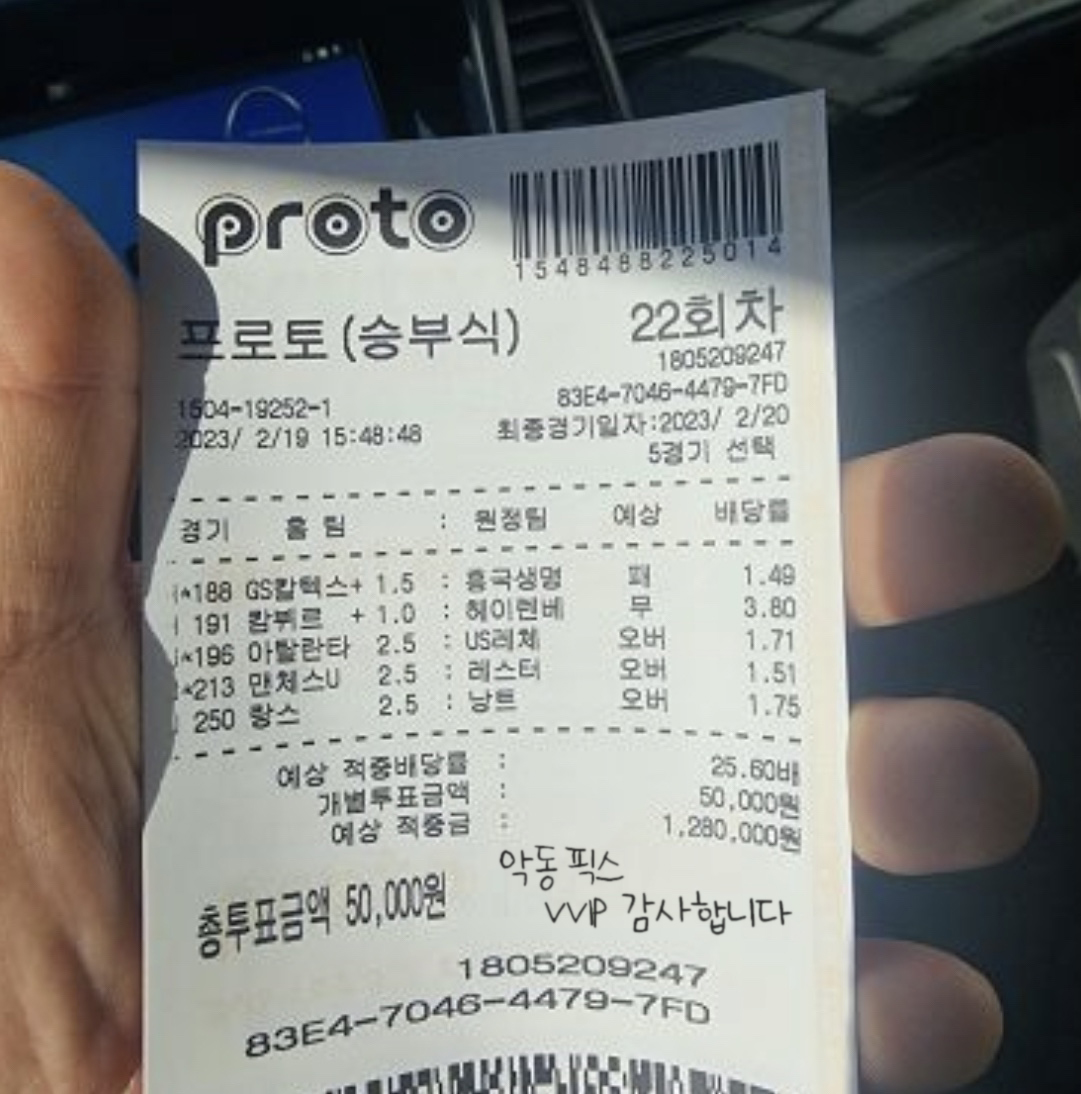 proto
1548488225014
프로토(승부식)
22회차
1805209247
83E4-7046-4479-7FD
1504-19252-1
2023/ 2/19 15:48:48
최종경기일자:2023/ 2/20
5경기 선택
경기 홈 팀 : 원정팀 예상 배당률
*188 GS칼텍스+ 1.5 : 흥국생명 패 1.49
191 캄뷔르 + 1.0 : 헤이렌베 무 3.80
*196 아탈란타 2.5 : US레체 오버 1.71
*213 맨체스U 2.5 : 레스터 오버 1.51
250 랑스 2.5 : 낭트 오버 1.75
예상 적중배당률 : 25.60배
개별투표금액 : 50,000원
예상 적중금 : 1,280,000원
악동픽스
VVIP 감사합니다
총투표금액 50,000원
1805209247
83E4-7046-4479-7FD